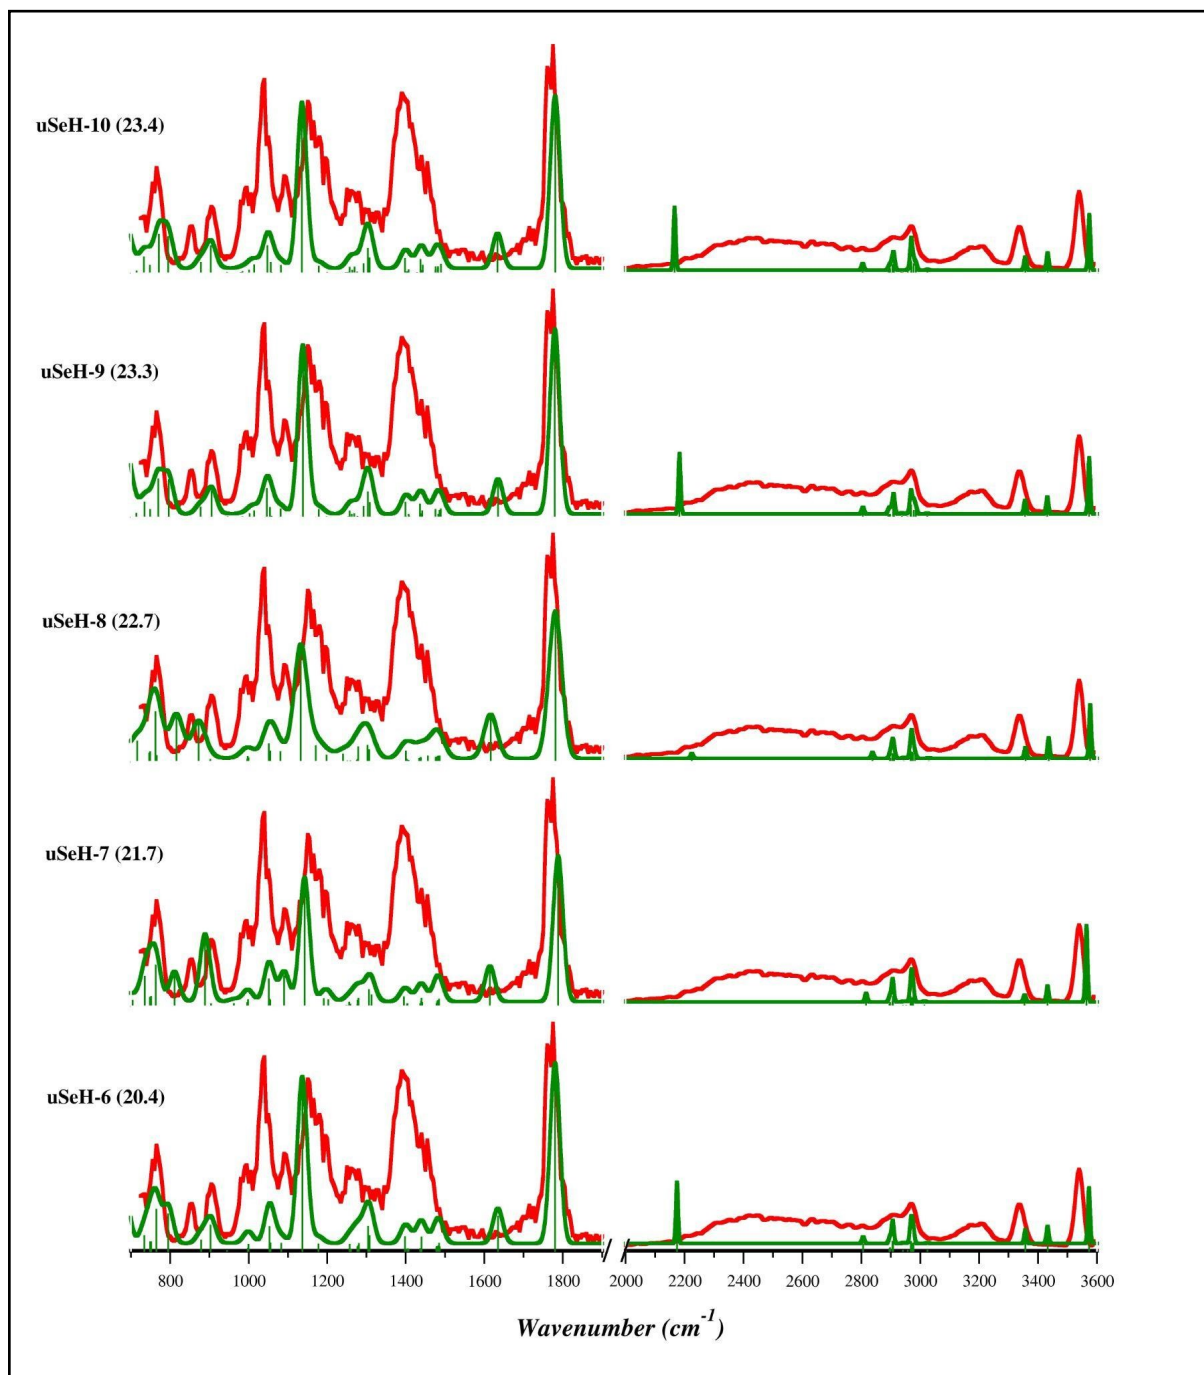 uSeH-10 (23.4)
uSeH-9 (23.3)
uSeH-8 (22.7)
uSeH-7 (21.7)
uSeH-6 (20.4)
800 1000 1200 1400 1600 1800 2000 2200 2400 2600 2800 3000 3200 3400 3600
Wavenumber (cm⁻¹)